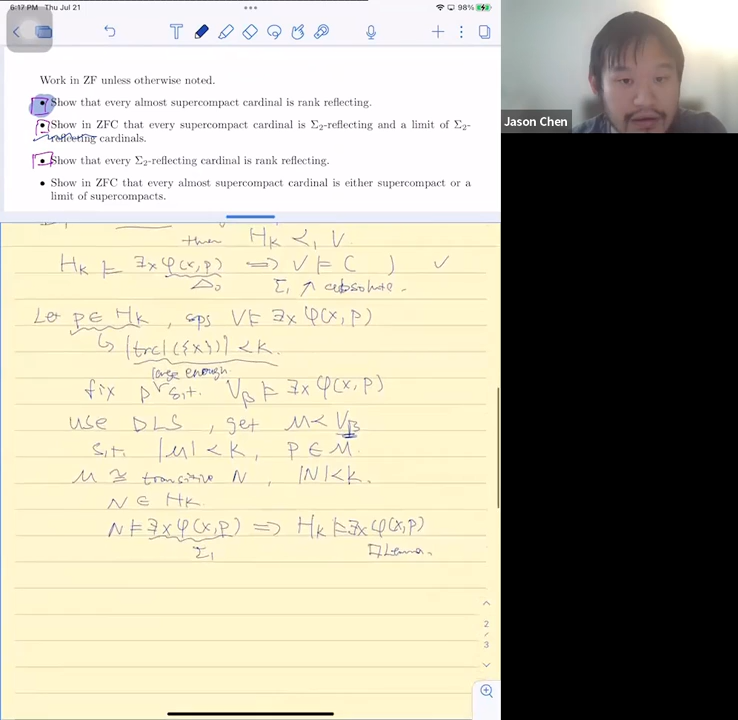 6:17 PM Thu Jul 21
98%
Jason Chen
Work in ZF unless otherwise noted.
• Show that every almost supercompact cardinal is rank reflecting.
• Show in ZFC that every supercompact cardinal is Σ₂-reflecting and a limit of Σ₂-
reflecting cardinals.
• Show that every Σ₂-reflecting cardinal is rank reflecting.
• Show in ZFC that every almost supercompact cardinal is either supercompact or a
limit of supercompacts.
then Hκ ≺₁ V
Hκ ⊨ ∃x φ(x,p) ⟺ V ⊨ ( ) ✓
Δ₀ Σ₁ ↑ absolute.
Let p ∈ Hκ, sps V ⊨ ∃x φ(x,p)
↳ |trcl({x})| < κ.
large enough.
fix β s.t. V_β ⊨ ∃x φ(x,p)
use DLS, get M ≺ V_β
s.t. |M| < κ, p ∈ M.
M ≅ transitive N, |N| < κ.
N ∈ Hκ
N ⊨ ∃x φ(x,p) ⟹ Hκ ⊨ ∃x φ(x,p)
Σ₁ □ Lemma.
2
/
3